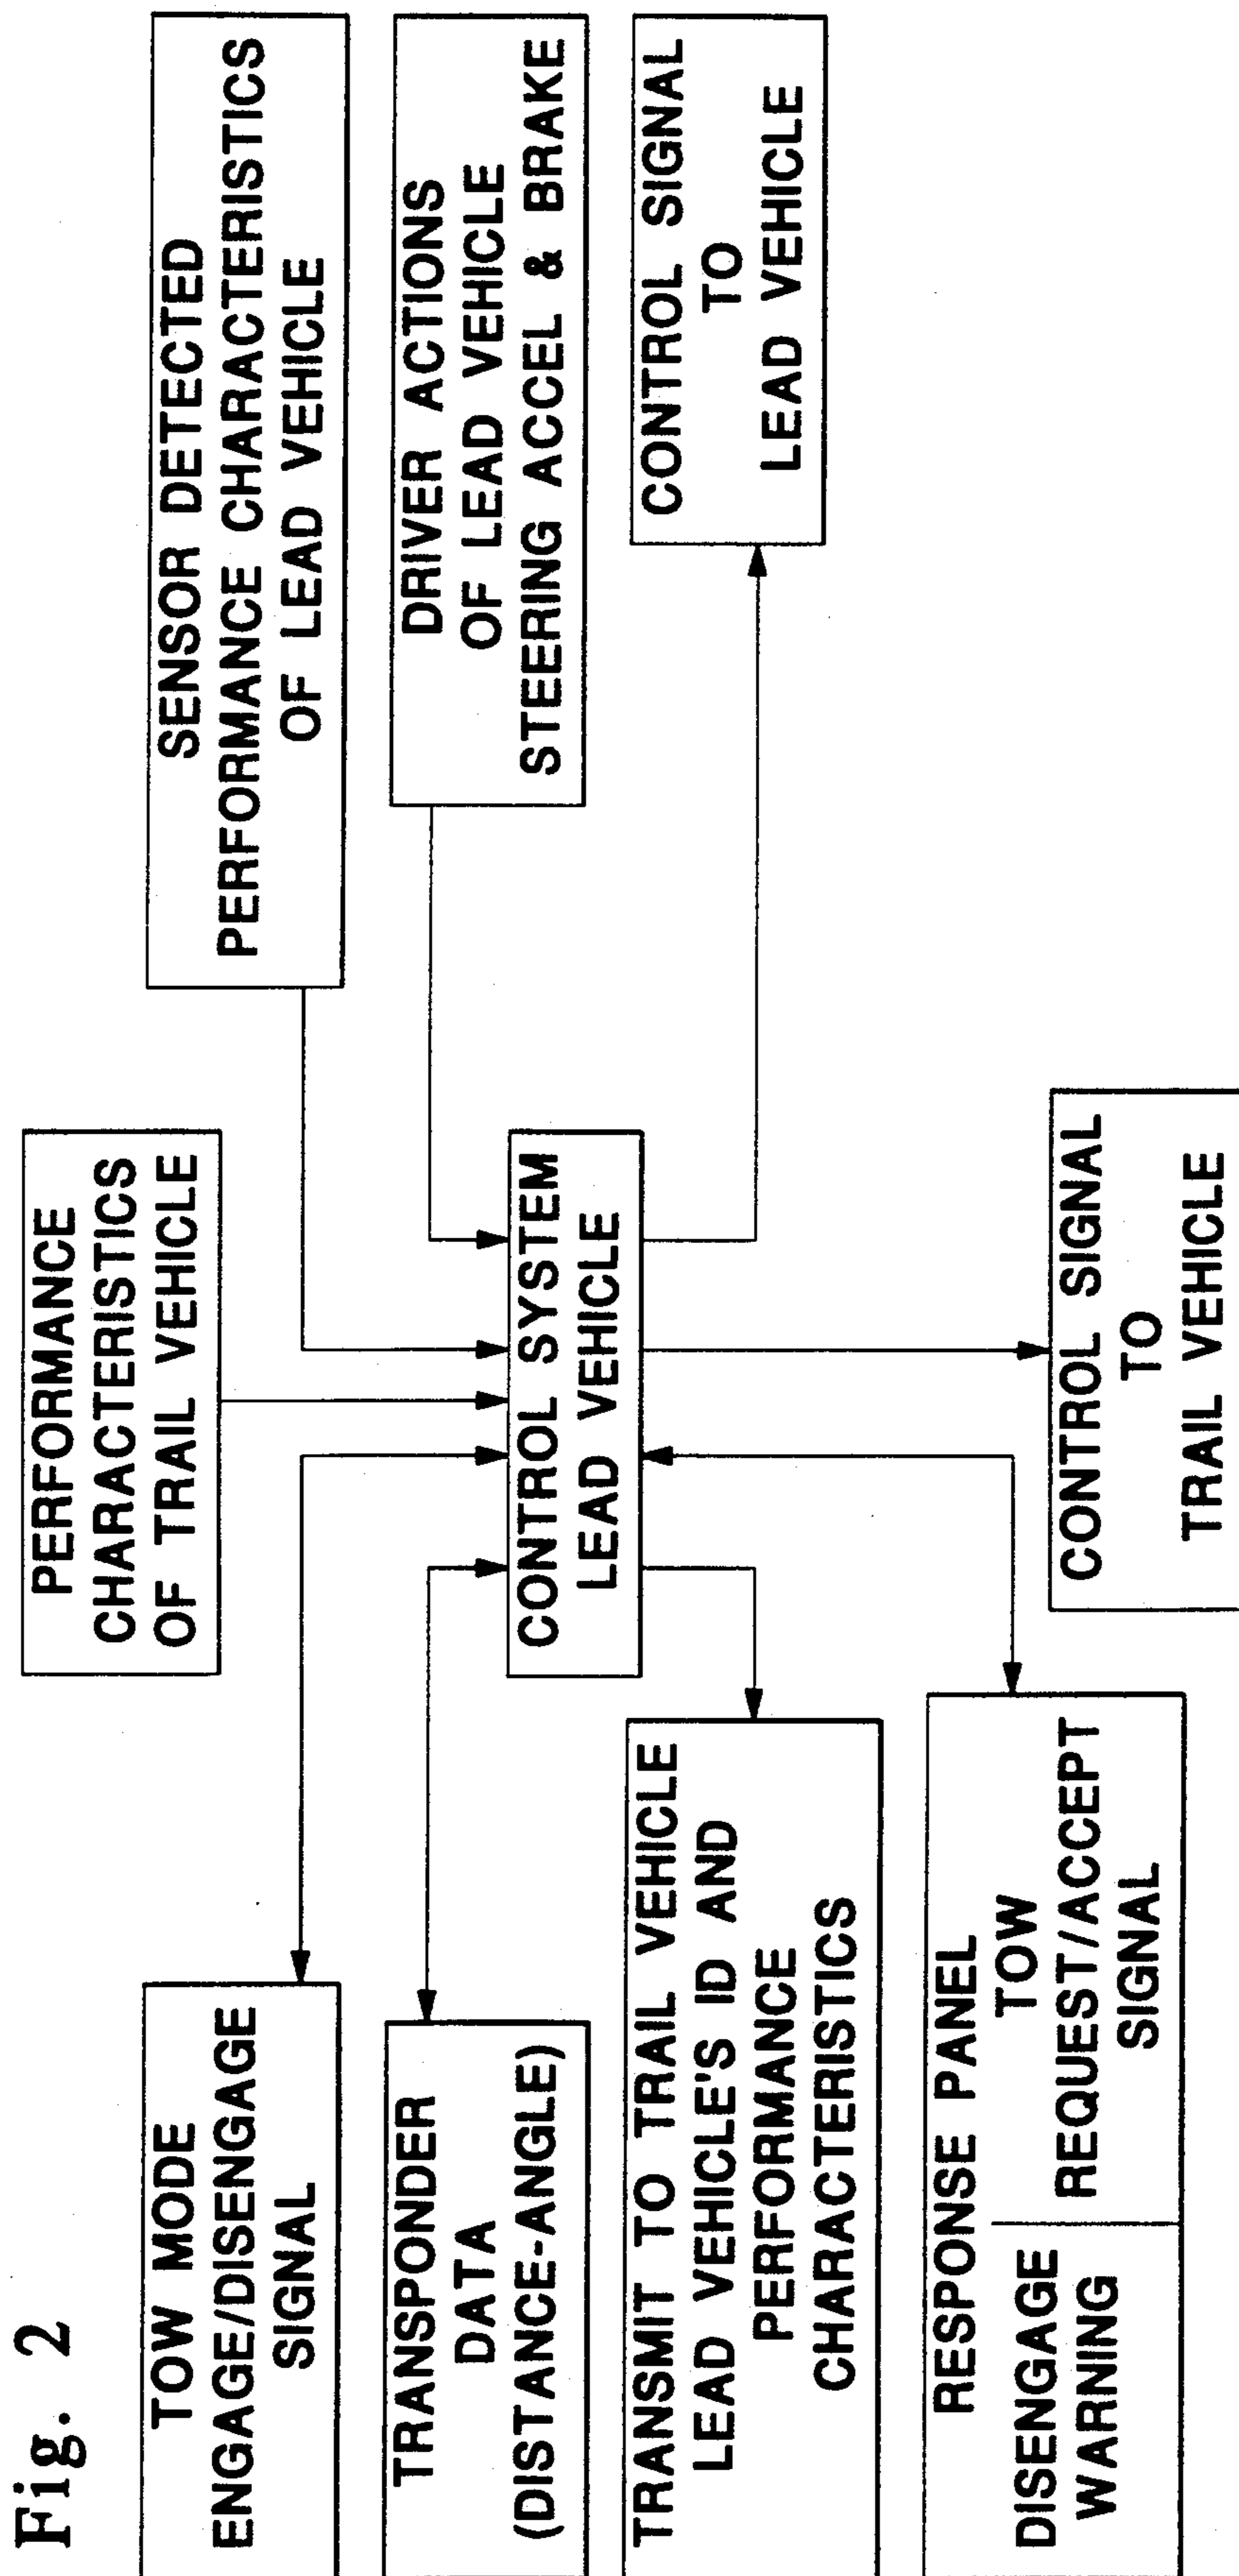 Fig. 2
PERFORMANCE
CHARACTERISTICS
OF TRAIL VEHICLE
TOW MODE
ENGAGE/DISENGAGE
SIGNAL
SENSOR DETECTED
PERFORMANCE CHARACTERISTICS
OF LEAD VEHICLE
TRANSPONDER
DATA
(DISTANCE-ANGLE)
DRIVER ACTIONS
OF LEAD VEHICLE
STEERING ACCEL & BRAKE
CONTROL SYSTEM
LEAD VEHICLE
TRANSMIT TO TRAIL VEHICLE
LEAD VEHICLE'S ID AND
PERFORMANCE
CHARACTERISTICS
CONTROL SIGNAL
TO
LEAD VEHICLE
RESPONSE PANEL
DISENGAGE
WARNING
TOW
REQUEST/ACCEPT
SIGNAL
CONTROL SIGNAL
TO
TRAIL VEHICLE